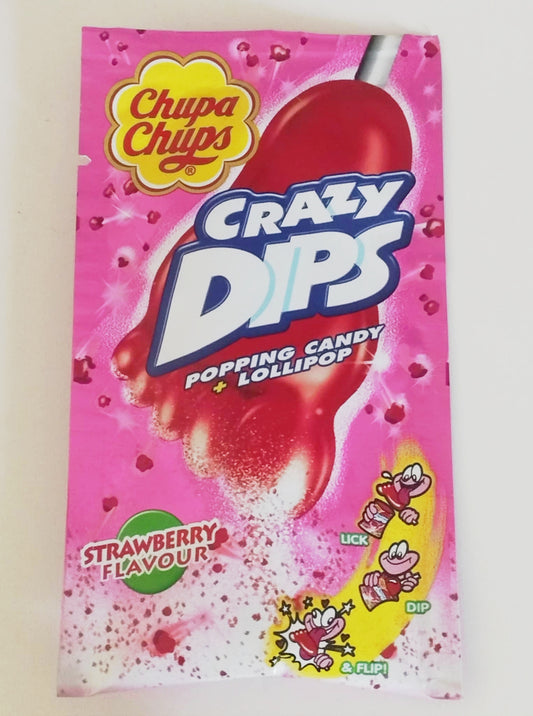 Chupa
Chups®
CRAZY
DIPS
POPPING CANDY
+ LOLLIPOP
STRAWBERRY
FLAVOUR
LICK
DIP
& FLIP!